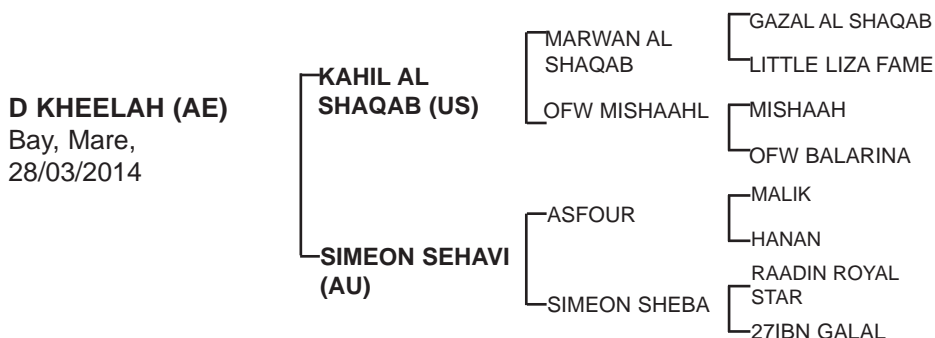 D KHEELAH (AE)
Bay, Mare,
28/03/2014
KAHIL AL
SHAQAB (US)
SIMEON SEHAVI
(AU)
MARWAN AL
SHAQAB
OFW MISHAAHL
ASFOUR
SIMEON SHEBA
GAZAL AL SHAQAB
LITTLE LIZA FAME
MISHAAH
OFW BALARINA
MALIK
HANAN
RAADIN ROYAL
STAR
27IBN GALAL